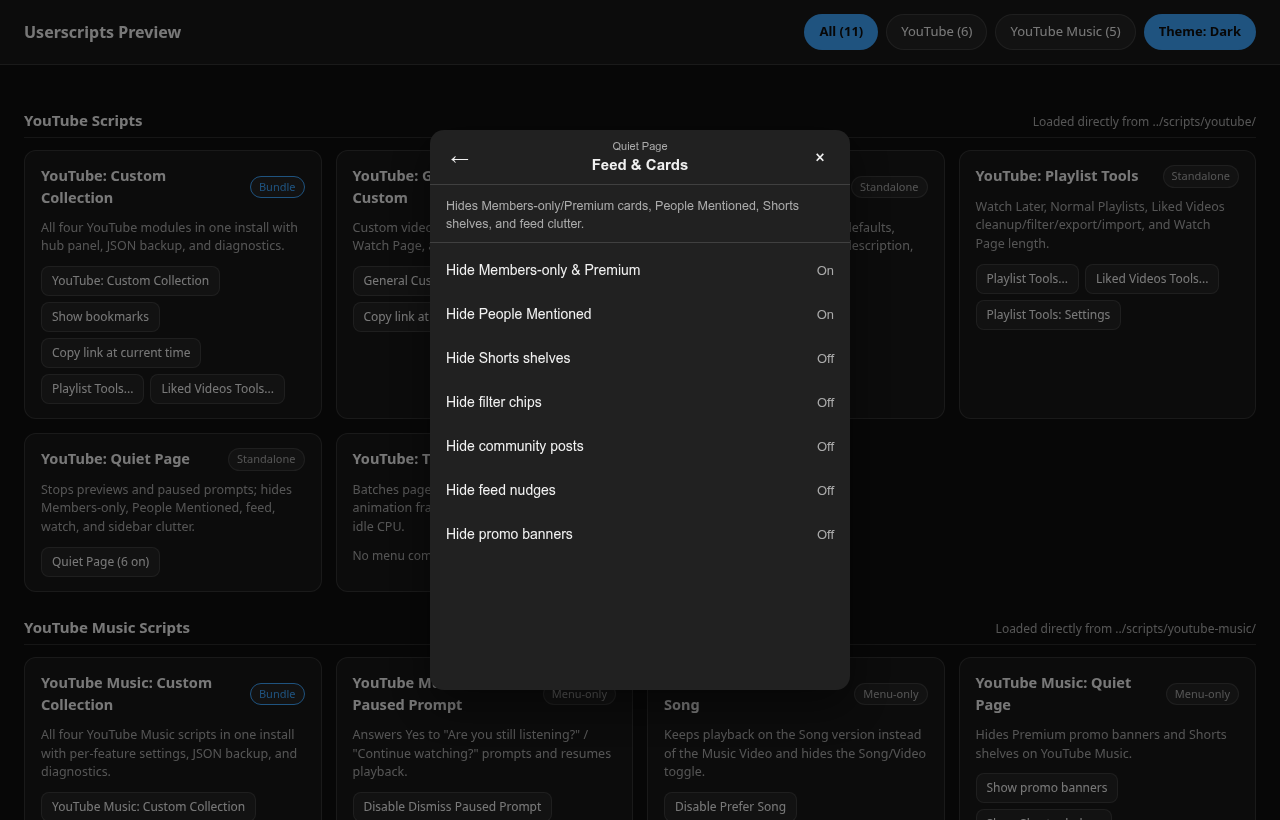 Userscripts Preview
All (11)
YouTube (6)
YouTube Music (5)
Theme: Dark
YouTube Scripts
Loaded directly from ../scripts/youtube/
YouTube: Custom
Collection
Bundle
All four YouTube modules in one install with
hub panel, JSON backup, and diagnostics.
YouTube: Custom Collection
Show bookmarks
Copy link at current time
Playlist Tools...
Liked Videos Tools...
Custom
Custom video
Watch Page,
General
Copy link at
Standalone
YouTube: Playlist Tools
Standalone
Watch Later, Normal Playlists, Liked Videos
cleanup/filter/export/import, and Watch
Page length.
Playlist Tools...
Liked Videos Tools...
Playlist Tools: Settings
←
Quiet Page
Feed & Cards
×
Hides Members-only/Premium cards, People Mentioned, Shorts
shelves, and feed clutter.
Hide Members-only & Premium
On
Hide People Mentioned
On
Hide Shorts shelves
Off
Hide filter chips
Off
Hide community posts
Off
Hide feed nudges
Off
Hide promo banners
Off
YouTube: Quiet Page
Standalone
Stops previews and paused prompts; hides
Members-only, People Mentioned, feed,
watch, and sidebar clutter.
Quiet Page (6 on)
YouTube:
Batches page
idle CPU.
No menu
YouTube Music Scripts
Loaded directly from ../scripts/youtube-music/
YouTube Music: Custom
Collection
Bundle
All four YouTube Music scripts in one install
with per-feature settings, JSON backup, and
diagnostics.
YouTube Music: Custom Collection
YouTube
Paused Prompt
Menu-only
Answers Yes to "Are you still listening?" /
"Continue watching?" prompts and resumes
playback.
Disable Dismiss Paused Prompt
Song
Menu-only
Keeps playback on the Song version instead
of the Music Video and hides the Song/Video
toggle.
Disable Prefer Song
YouTube Music: Quiet
Page
Menu-only
Hides Premium promo banners and Shorts
shelves on YouTube Music.
Show promo banners